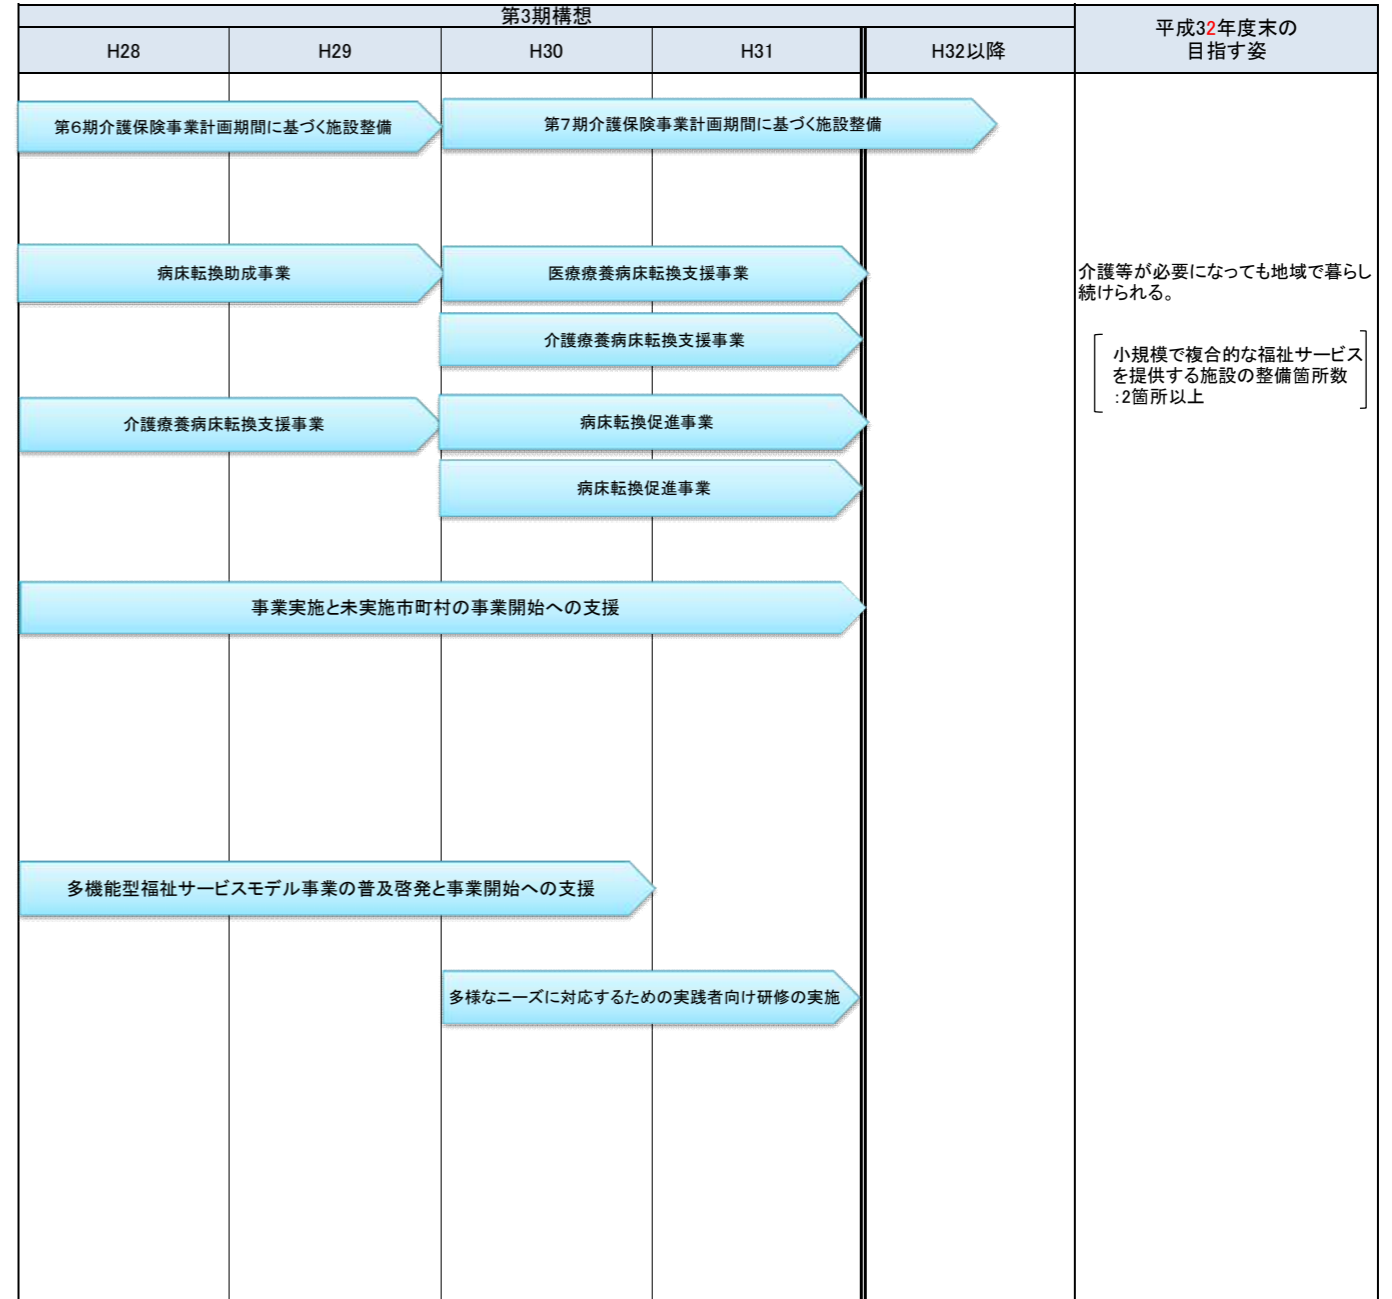 第3期構想
平成32年度末の
目指す姿
H28
H29
H30
H31
H32以降
第６期介護保険事業計画期間に基づく施設整備
第７期介護保険事業計画期間に基づく施設整備
病床転換助成事業
医療療養病床転換支援事業
介護等が必要になっても地域で暮らし
続けられる。
介護療養病床転換支援事業
小規模で複合的な福祉サービス
を提供する施設の整備箇所数
:2箇所以上
介護療養病床転換支援事業
病床転換促進事業
病床転換促進事業
事業実施と未実施市町村の事業開始への支援
多機能型福祉サービスモデル事業の普及啓発と事業開始への支援
多様なニーズに対応するための実践者向け研修の実施